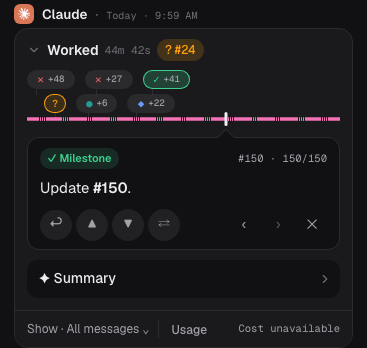 Claude · Today · 9:59 AM
Worked 44m 42s ? #24
× +48 × +27 ✓ +41
? +6 +22
✓ Milestone #150 · 150/150
Update #150.
Summary
Show · All messages Usage Cost unavailable